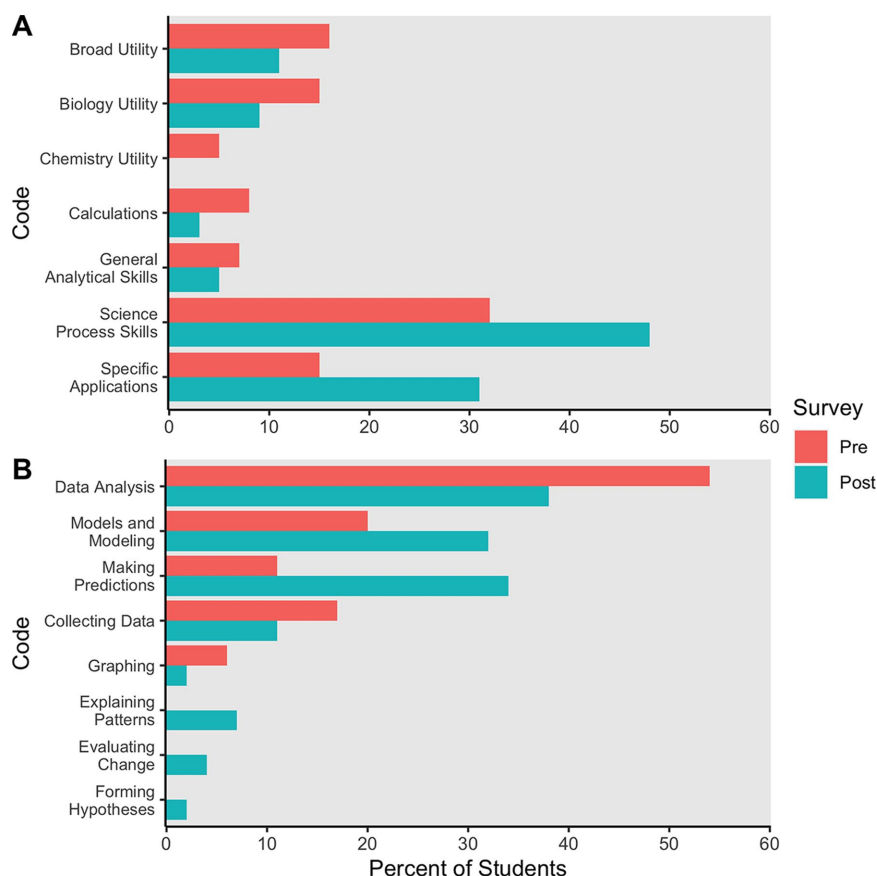 A
Code
Broad Utility
Biology Utility
Chemistry Utility
Calculations
General
Analytical Skills
Science
Process Skills
Specific
Applications
0 10 20 30 40 50 60
Survey
Pre
Post
B
Code
Data Analysis
Models and
Modeling
Making
Predictions
Collecting Data
Graphing
Explaining
Patterns
Evaluating
Change
Forming
Hypotheses
0 10 20 30 40 50 60
Percent of Students